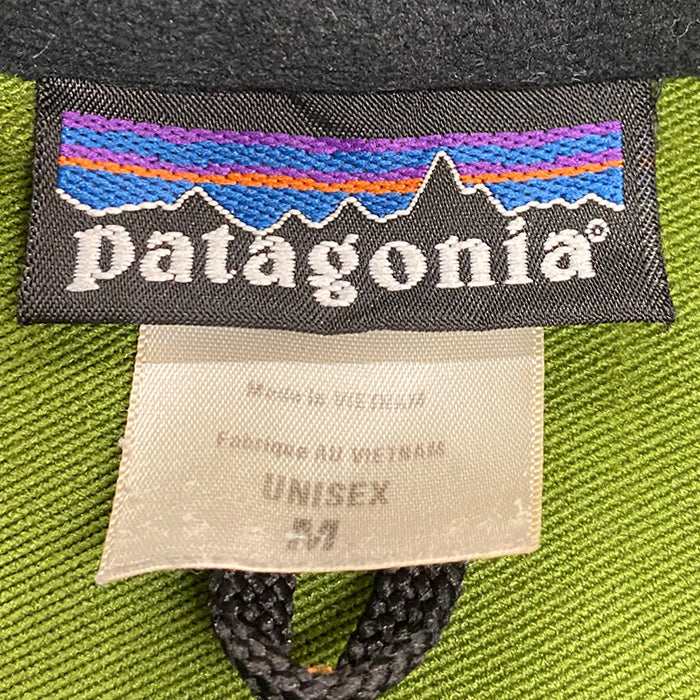 patagonia®
Made in VIETNAM
Fabriqué AU VIETNAM
UNISEX
M